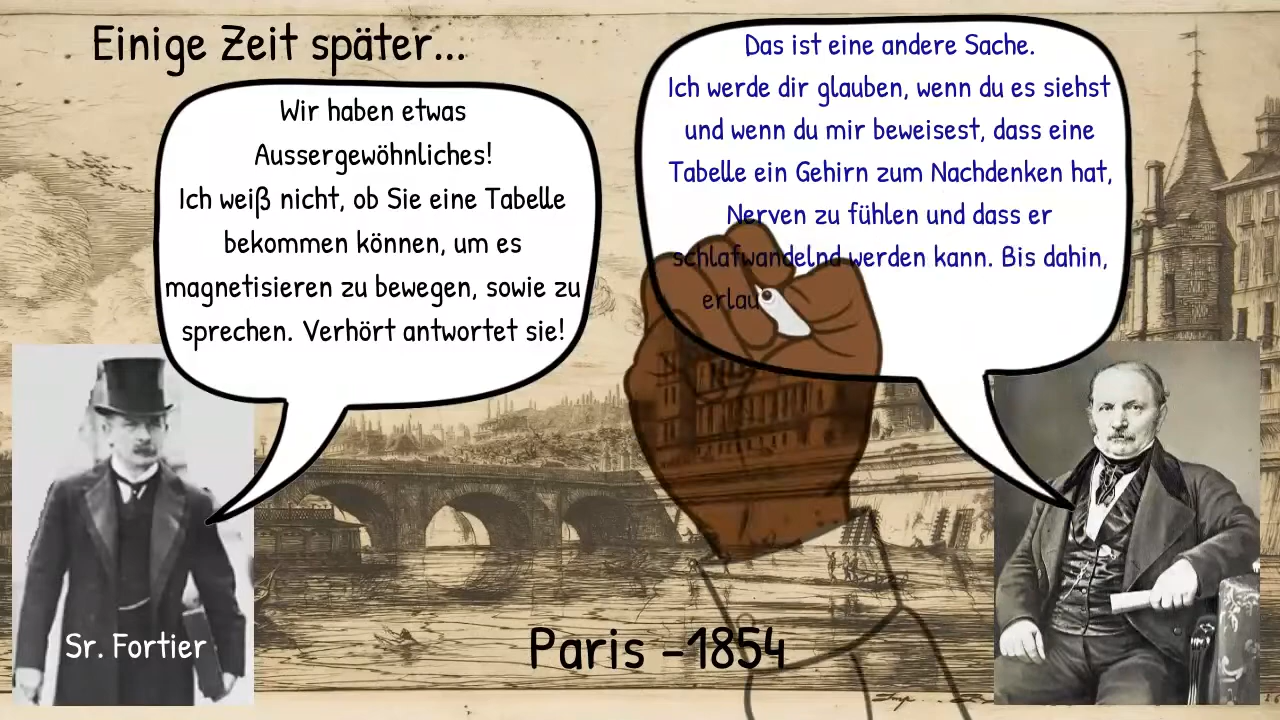 Einige Zeit später...
Wir haben etwas
Aussergewöhnliches!
Ich weiß nicht, ob Sie eine Tabelle
bekommen können, um es
magnetisieren zu bewegen, sowie zu
sprechen. Verhört antwortet sie!
Das ist eine andere Sache.
Ich werde dir glauben, wenn du es siehst
und wenn du mir beweisest, dass eine
Tabelle ein Gehirn zum Nachdenken hat,
Nerven zu fühlen und dass er
schlafwandelnd werden kann. Bis dahin,
erlau
Sr. Fortier
Paris -1854